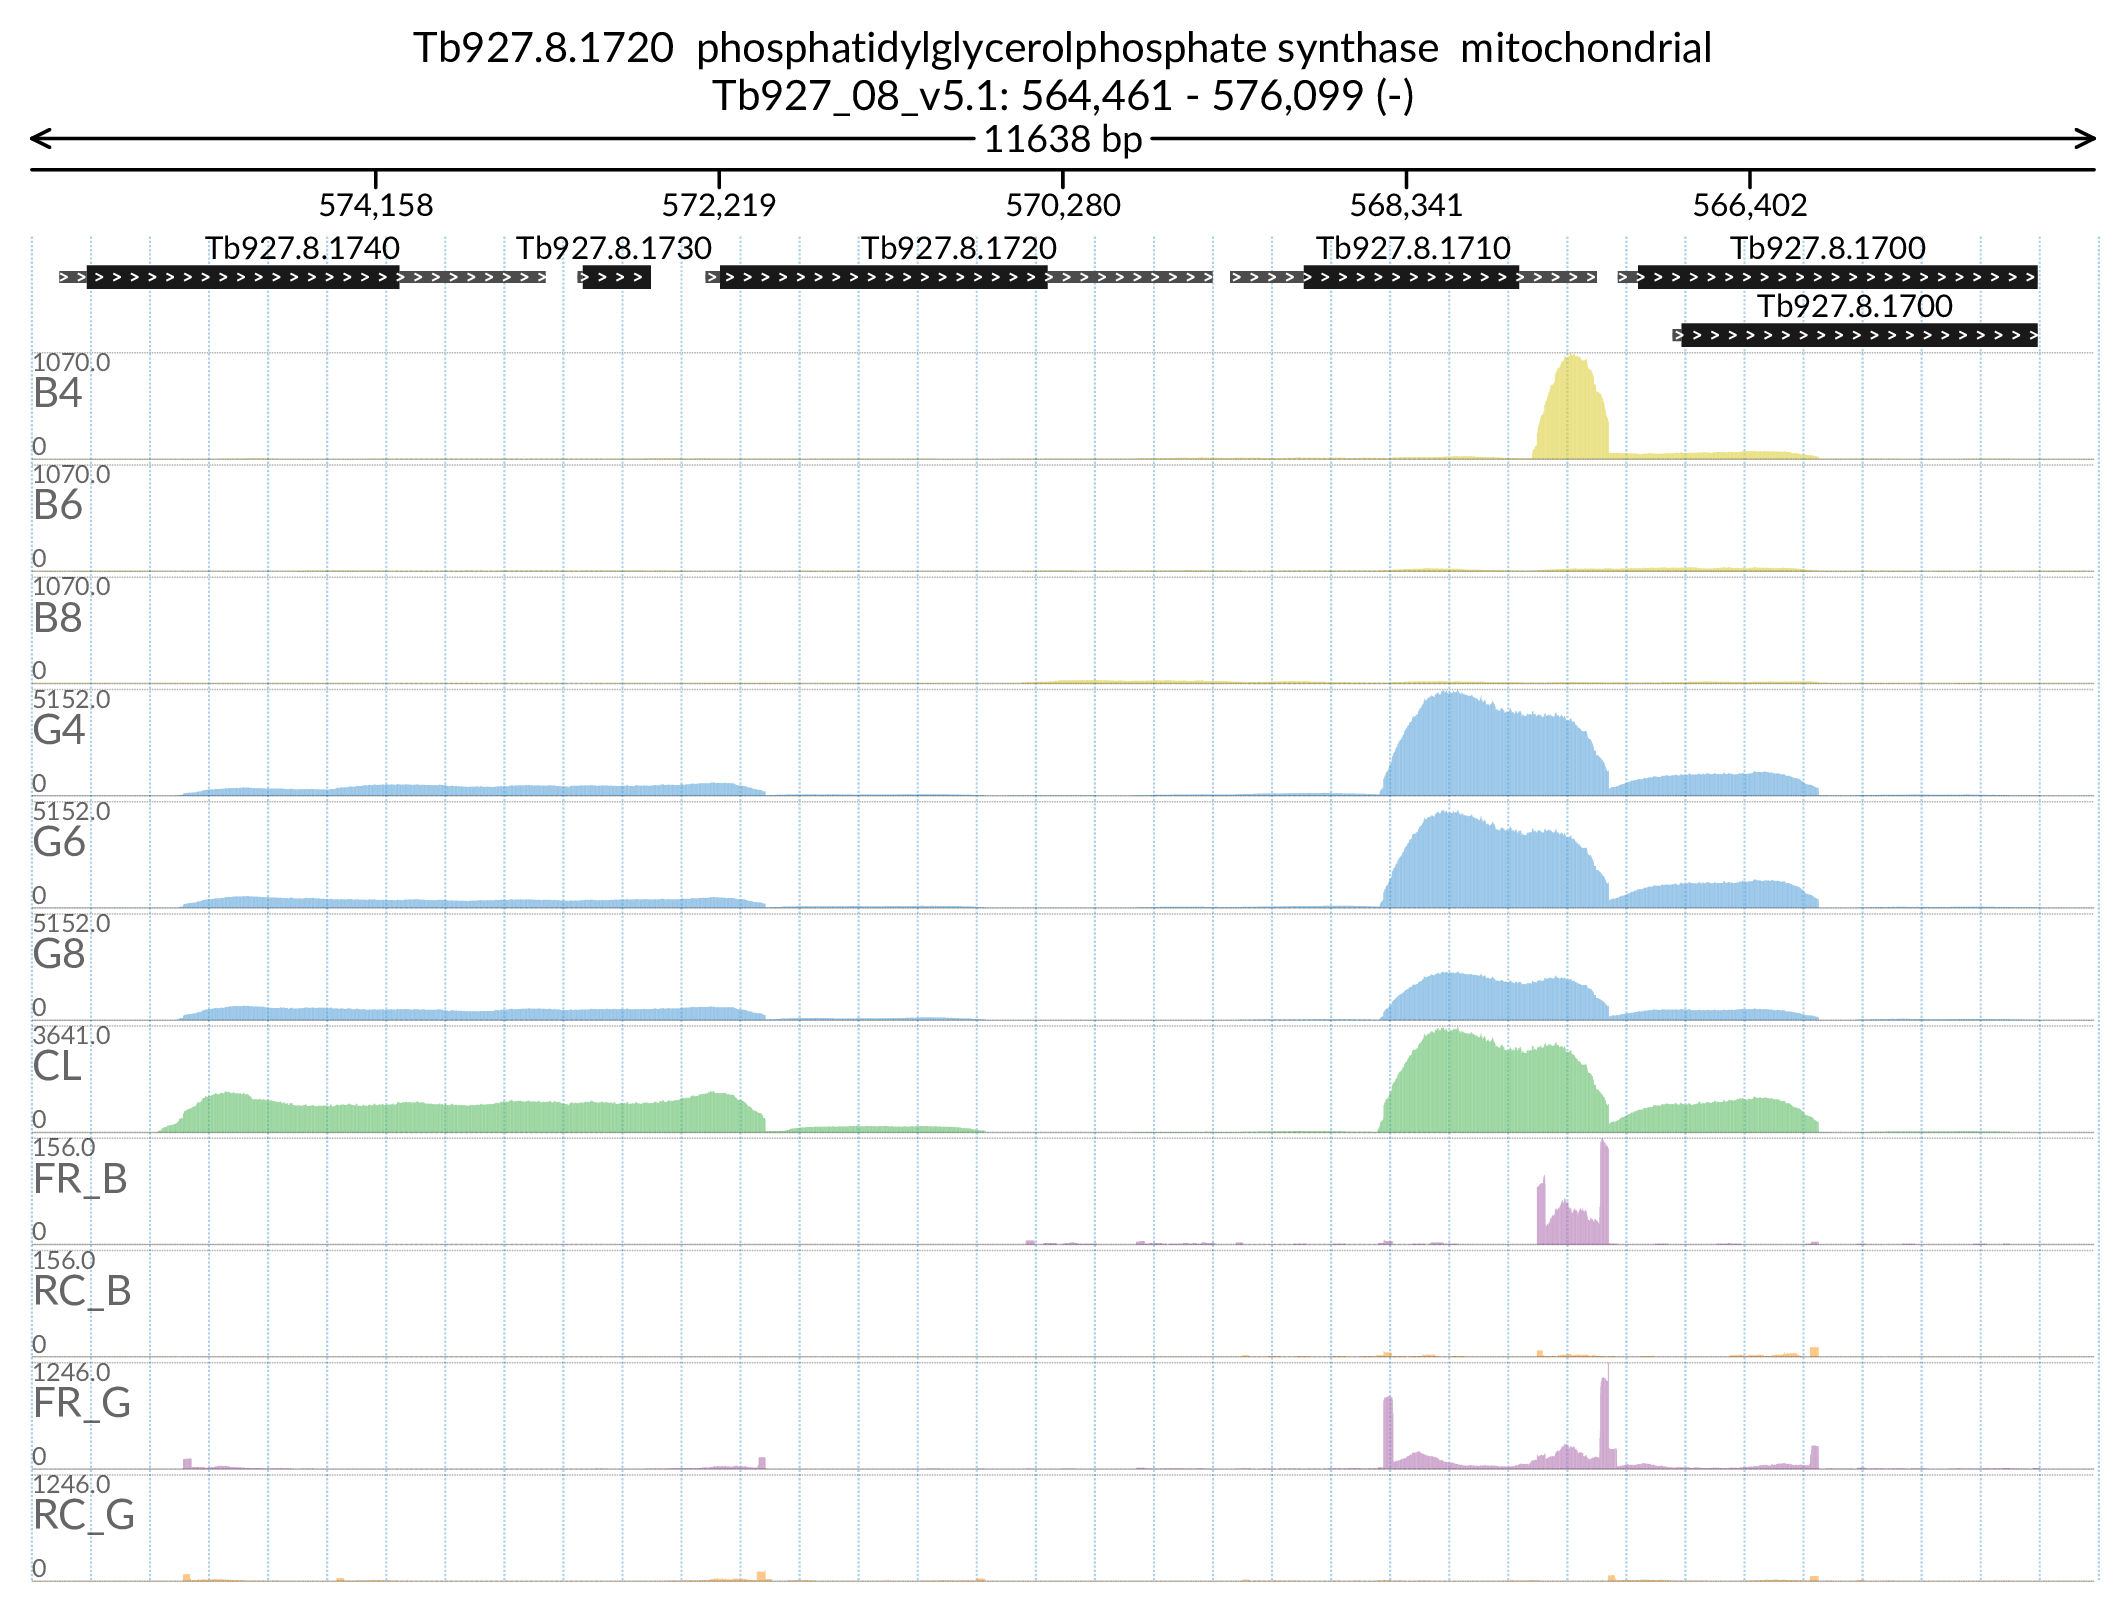 Tb927.8.1720 phosphatidylglycerolphosphate synthase mitochondrial
Tb927_08_v5.1: 564,461 - 576,099 (-)
11638 bp
574,158 572,219 570,280 568,341 566,402
Tb927.8.1740 Tb927.8.1730 Tb927.8.1720 Tb927.8.1710 Tb927.8.1700
Tb927.8.1700
1070.0
B4
0
1070.0
B6
0
1070.0
B8
0
5152.0
G4
0
5152.0
G6
0
5152.0
G8
0
3641.0
CL
0
156.0
FR_B
0
156.0
RC_B
0
1246.0
FR_G
0
1246.0
RC_G
0